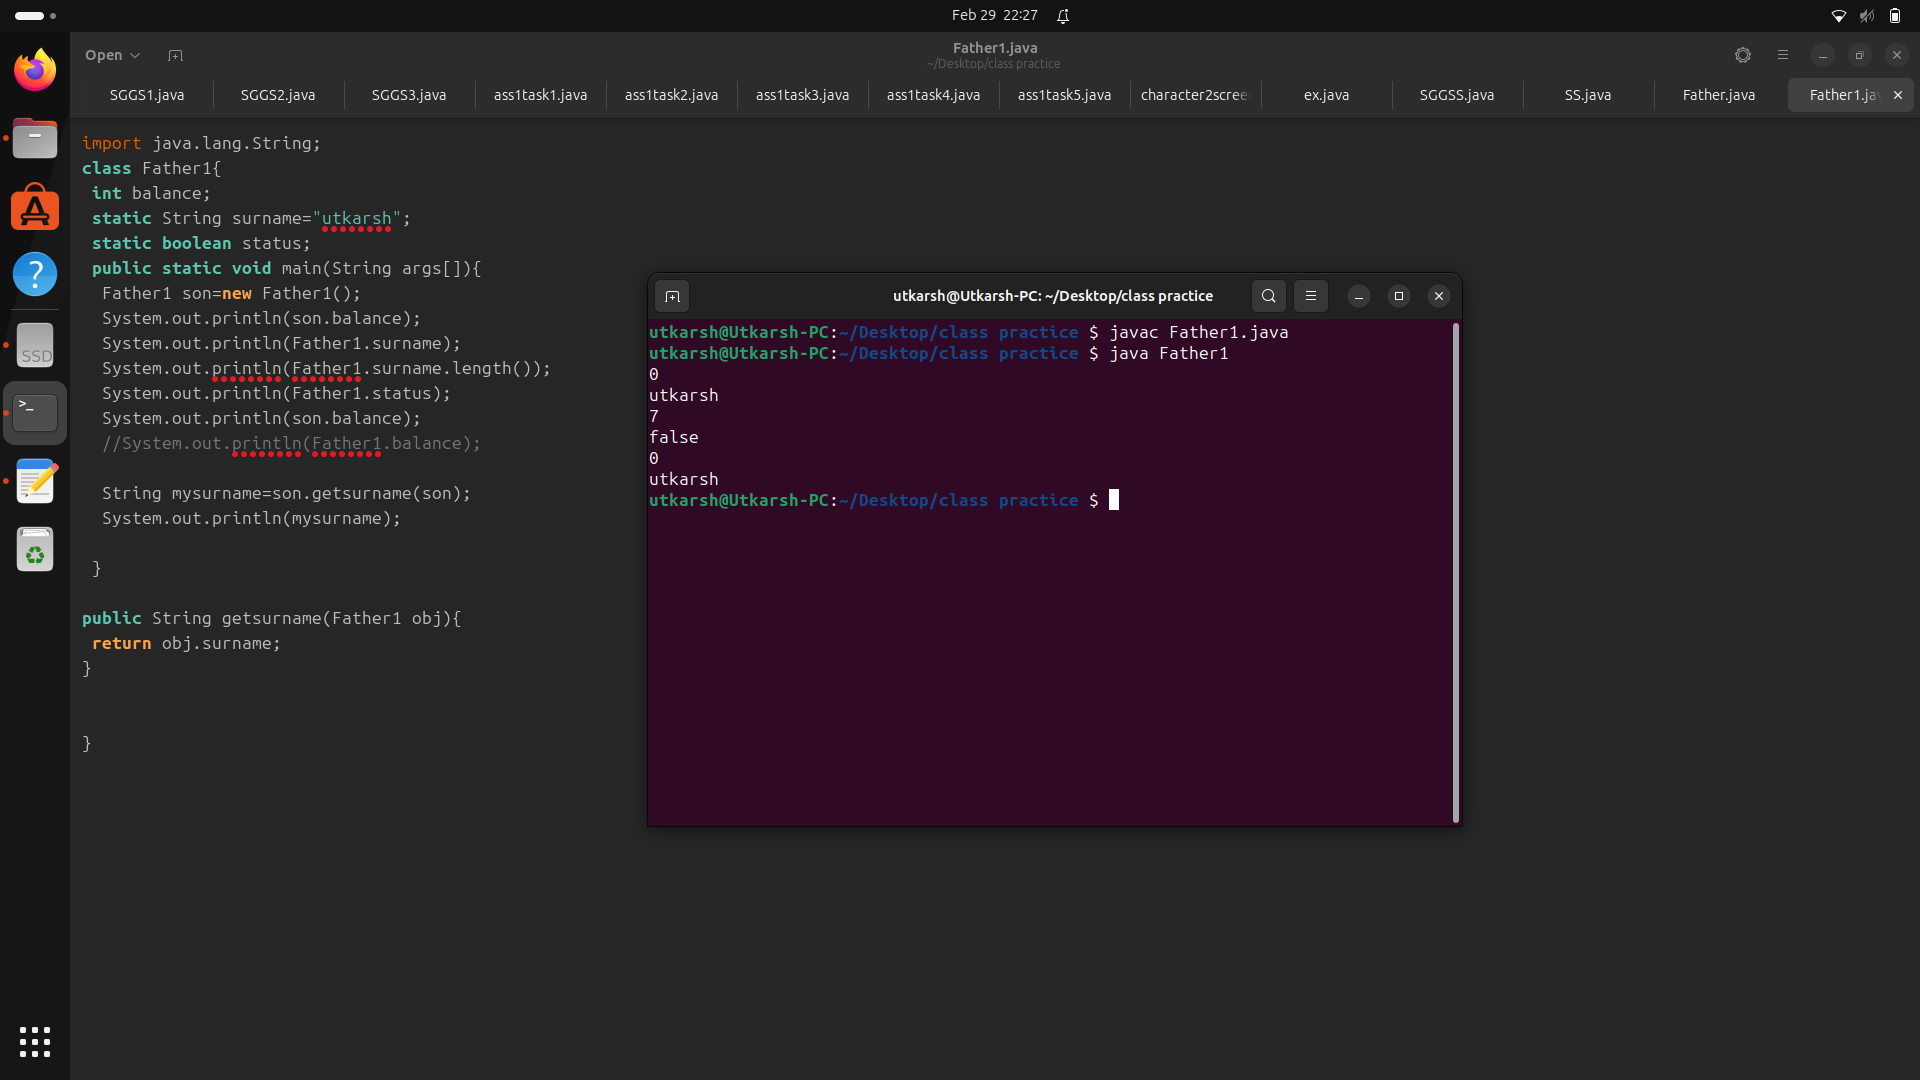 Feb 29 22:27
Open
Father1.java
~/Desktop/class practice
SGGS1.java
SGGS2.java
SGGS3.java
ass1task1.java
ass1task2.java
ass1task3.java
ass1task4.java
ass1task5.java
character2scree
ex.java
SGGSS.java
SS.java
Father.java
Father1.ja
import java.lang.String;
class Father1{
int balance;
static String surname="utkarsh";
static boolean status;
public static void main(String args[]){
Father1 son=new Father1();
System.out.println(son.balance);
System.out.println(Father1.surname);
System.out.println(Father1.surname.length());
System.out.println(Father1.status);
System.out.println(son.balance);
//System.out.println(Father1.balance);
String mysurname=son.getsurname(son);
System.out.println(mysurname);
}
public String getsurname(Father1 obj){
return obj.surname;
}
}
SSD
utkarsh@Utkarsh-PC: ~/Desktop/class practice
utkarsh@Utkarsh-PC:~/Desktop/class practice $ javac Father1.java
utkarsh@Utkarsh-PC:~/Desktop/class practice $ java Father1
0
utkarsh
7
false
0
utkarsh
utkarsh@Utkarsh-PC:~/Desktop/class practice $